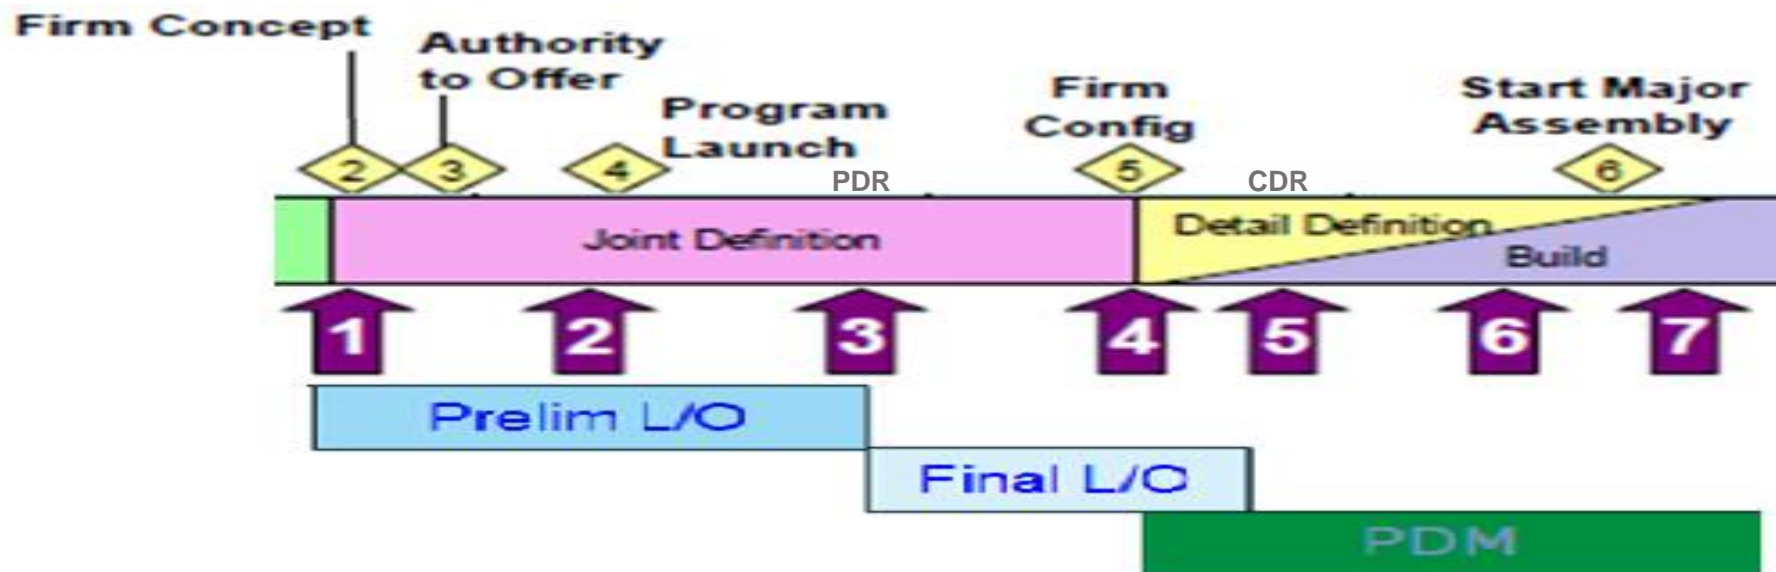 Firm Concept
Authority
to Offer
Program
Launch
Firm
Config
Start Major
Assembly
2
3
4
PDR
5
CDR
6
Joint Definition
Detail Definition
Build
1
2
3
4
5
6
7
Prelim L/O
Final L/C
PDM